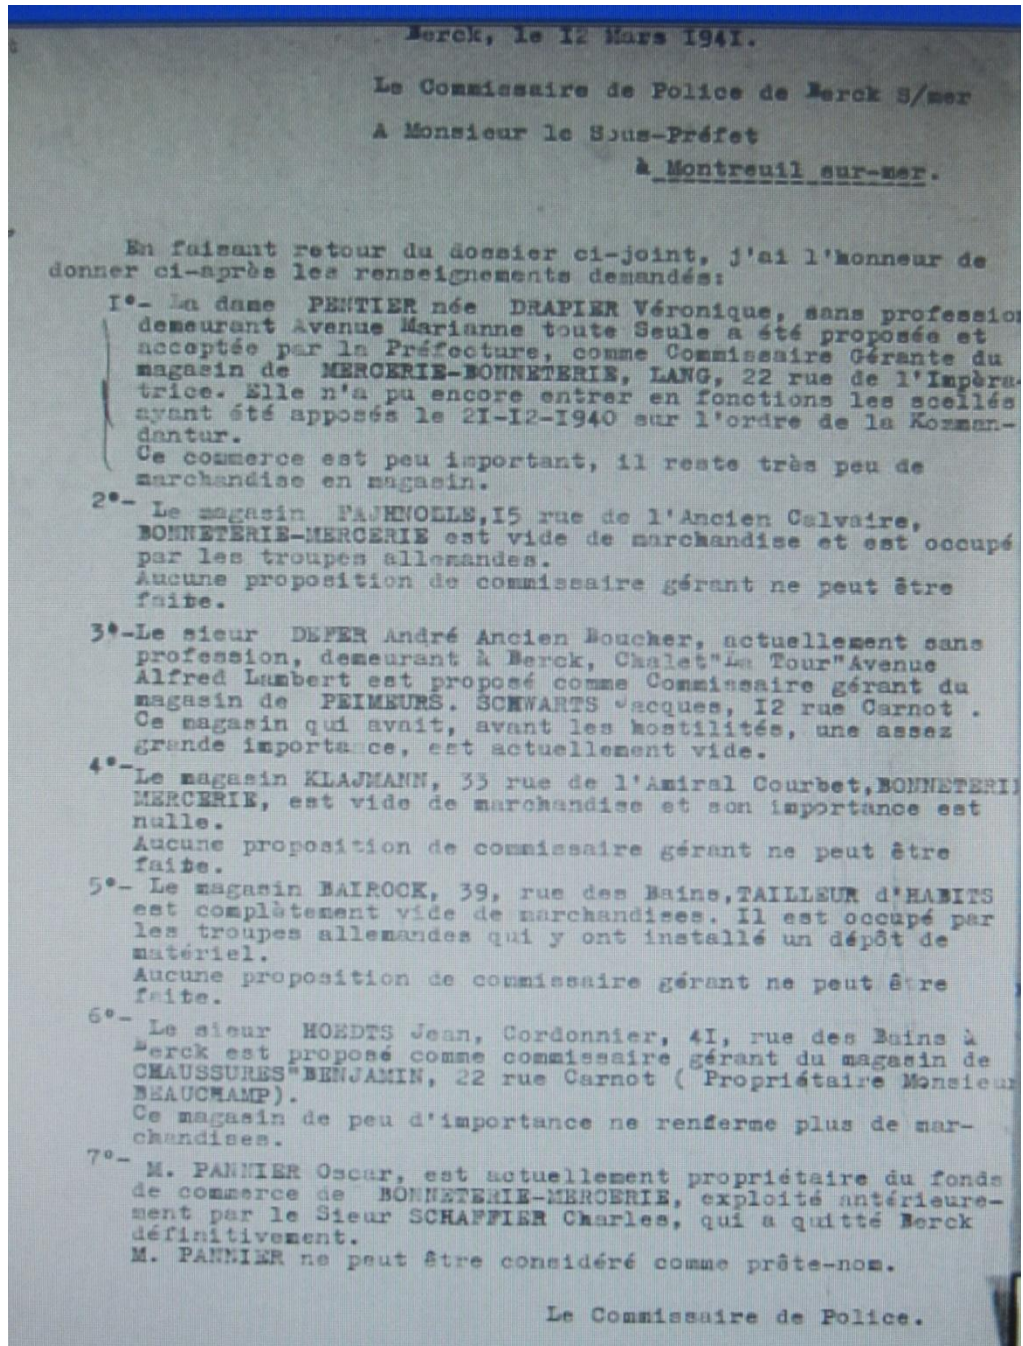 Berck, le I2 Mars I94I.
Le Commissaire de Police de Berck S/mer
A Monsieur le Sous-Préfet
à Montreuil sur-mer.
En faisant retour du dossier ci-joint, j'ai l'honneur de
donner ci-après les renseignements demandés:
I°- La dame PENTIER née DRAPIER Véronique, sans profession
demeurant Avenue Marianne toute Seule a été proposée et
acceptée par la Préfecture, comme Commissaire Gérante du
magasin de MERCERIE-BONNETERIE, LANG, 22 rue de l'Impéra-
trice. Elle n'a pu encore entrer en fonctions les scellés
ayant été apposés le 2I-I2-I940 sur l'ordre de la Komman-
dantur.
Ce commerce est peu important, il reste très peu de
marchandise en magasin.
2°- Le magasin FAJHNOLLE,I5 rue de l'Ancien Calvaire,
BONNETERIE-MERCERIE est vide de marchandise et est occupé
par les troupes allemandes.
Aucune proposition de commissaire gérant ne peut être
faite.
3°-Le sieur DEFER André Ancien Boucher, actuellement sans
profession, demeurant à Berck, Chalet"La Tour"Avenue
Alfred Lambert est proposé comme Commissaire gérant du
magasin de PEIMEURS. SCHWARTS Jacques, I2 rue Carnot .
Ce magasin qui avait, avant les hostilités, une assez
grande importance, est actuellement vide.
4°-Le magasin KLAJMANN, 33 rue de l'Amiral Courbet,BONNETERI
MERCERIE, est vide de marchandise et son importance est
nulle.
Aucune proposition de commissaire gérant ne peut être
faite.
5°- Le magasin BAIROCK, 39, rue des Bains,TAILLEUR d'HABITS
est complètement vide de marchandises. Il est occupé par
les troupes allemandes qui y ont installé un dépôt de
matériel.
Aucune proposition de commissaire gérant ne peut être
faite.
6°- Le sieur HOEDTS Jean, Cordonnier, 4I, rue des Bains à
Berck est proposé comme commissaire gérant du magasin de
CHAUSSURES"BENJAMIN, 22 rue Carnot ( Propriétaire Monsieur
BEAUCHAMP).
Ce magasin de peu d'importance ne renferme plus de mar-
chandises.
7°- M. PANNIER Oscar, est actuellement propriétaire du fonds
de commerce de BONNETERIE-MERCERIE, exploité antérieure-
ment par le Sieur SCHAFFIER Charles, qui a quitté Berck
définitivement.
M. PANNIER ne peut être considéré comme prête-nom.
Le Commissaire de Police.